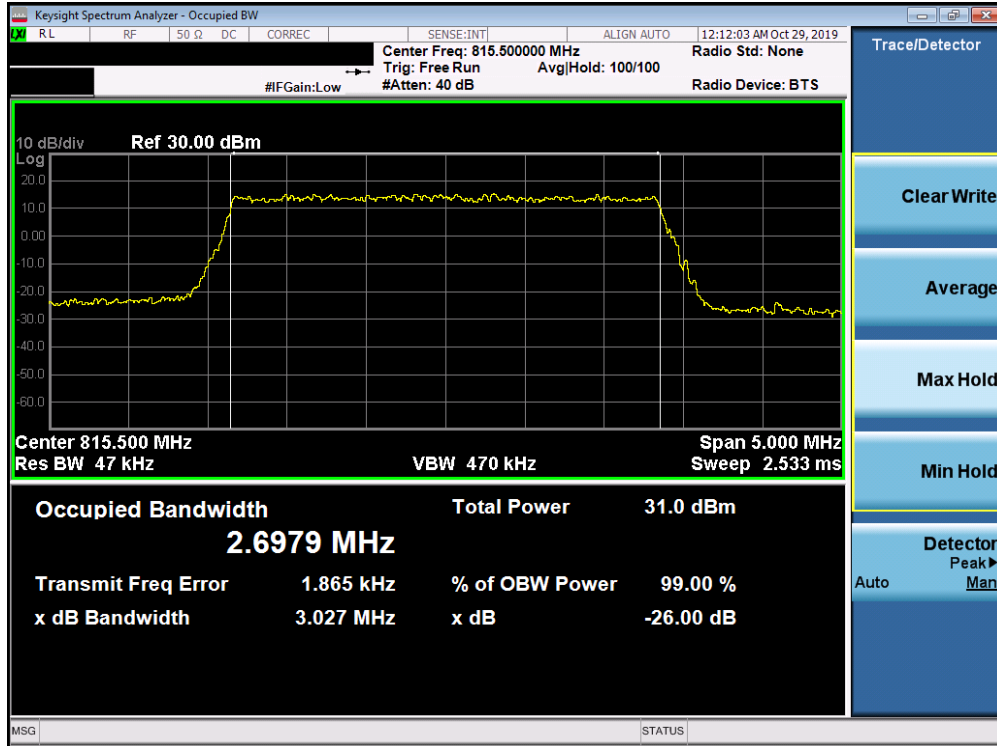 Keysight Spectrum Analyzer - Occupied BW
LXI RL RF 50 Ω DC CORREC SENSE:INT ALIGN AUTO 12:12:03 AM Oct 29, 2019
Center Freq: 815.500000 MHz Radio Std: None
Trig: Free Run Avg|Hold: 100/100
#IFGain:Low #Atten: 40 dB Radio Device: BTS
10 dB/div Ref 30.00 dBm
Log
20.0
10.0
0.00
-10.0
-20.0
-30.0
-40.0
-50.0
-60.0
Center 815.500 MHz Span 5.000 MHz
Res BW 47 kHz VBW 470 kHz Sweep 2.533 ms
Occupied Bandwidth Total Power 31.0 dBm
2.6979 MHz
Transmit Freq Error 1.865 kHz % of OBW Power 99.00 %
x dB Bandwidth 3.027 MHz x dB -26.00 dB
MSG STATUS
Trace/Detector
Clear Write
Average
Max Hold
Min Hold
Detector
Peak▶
Auto Man